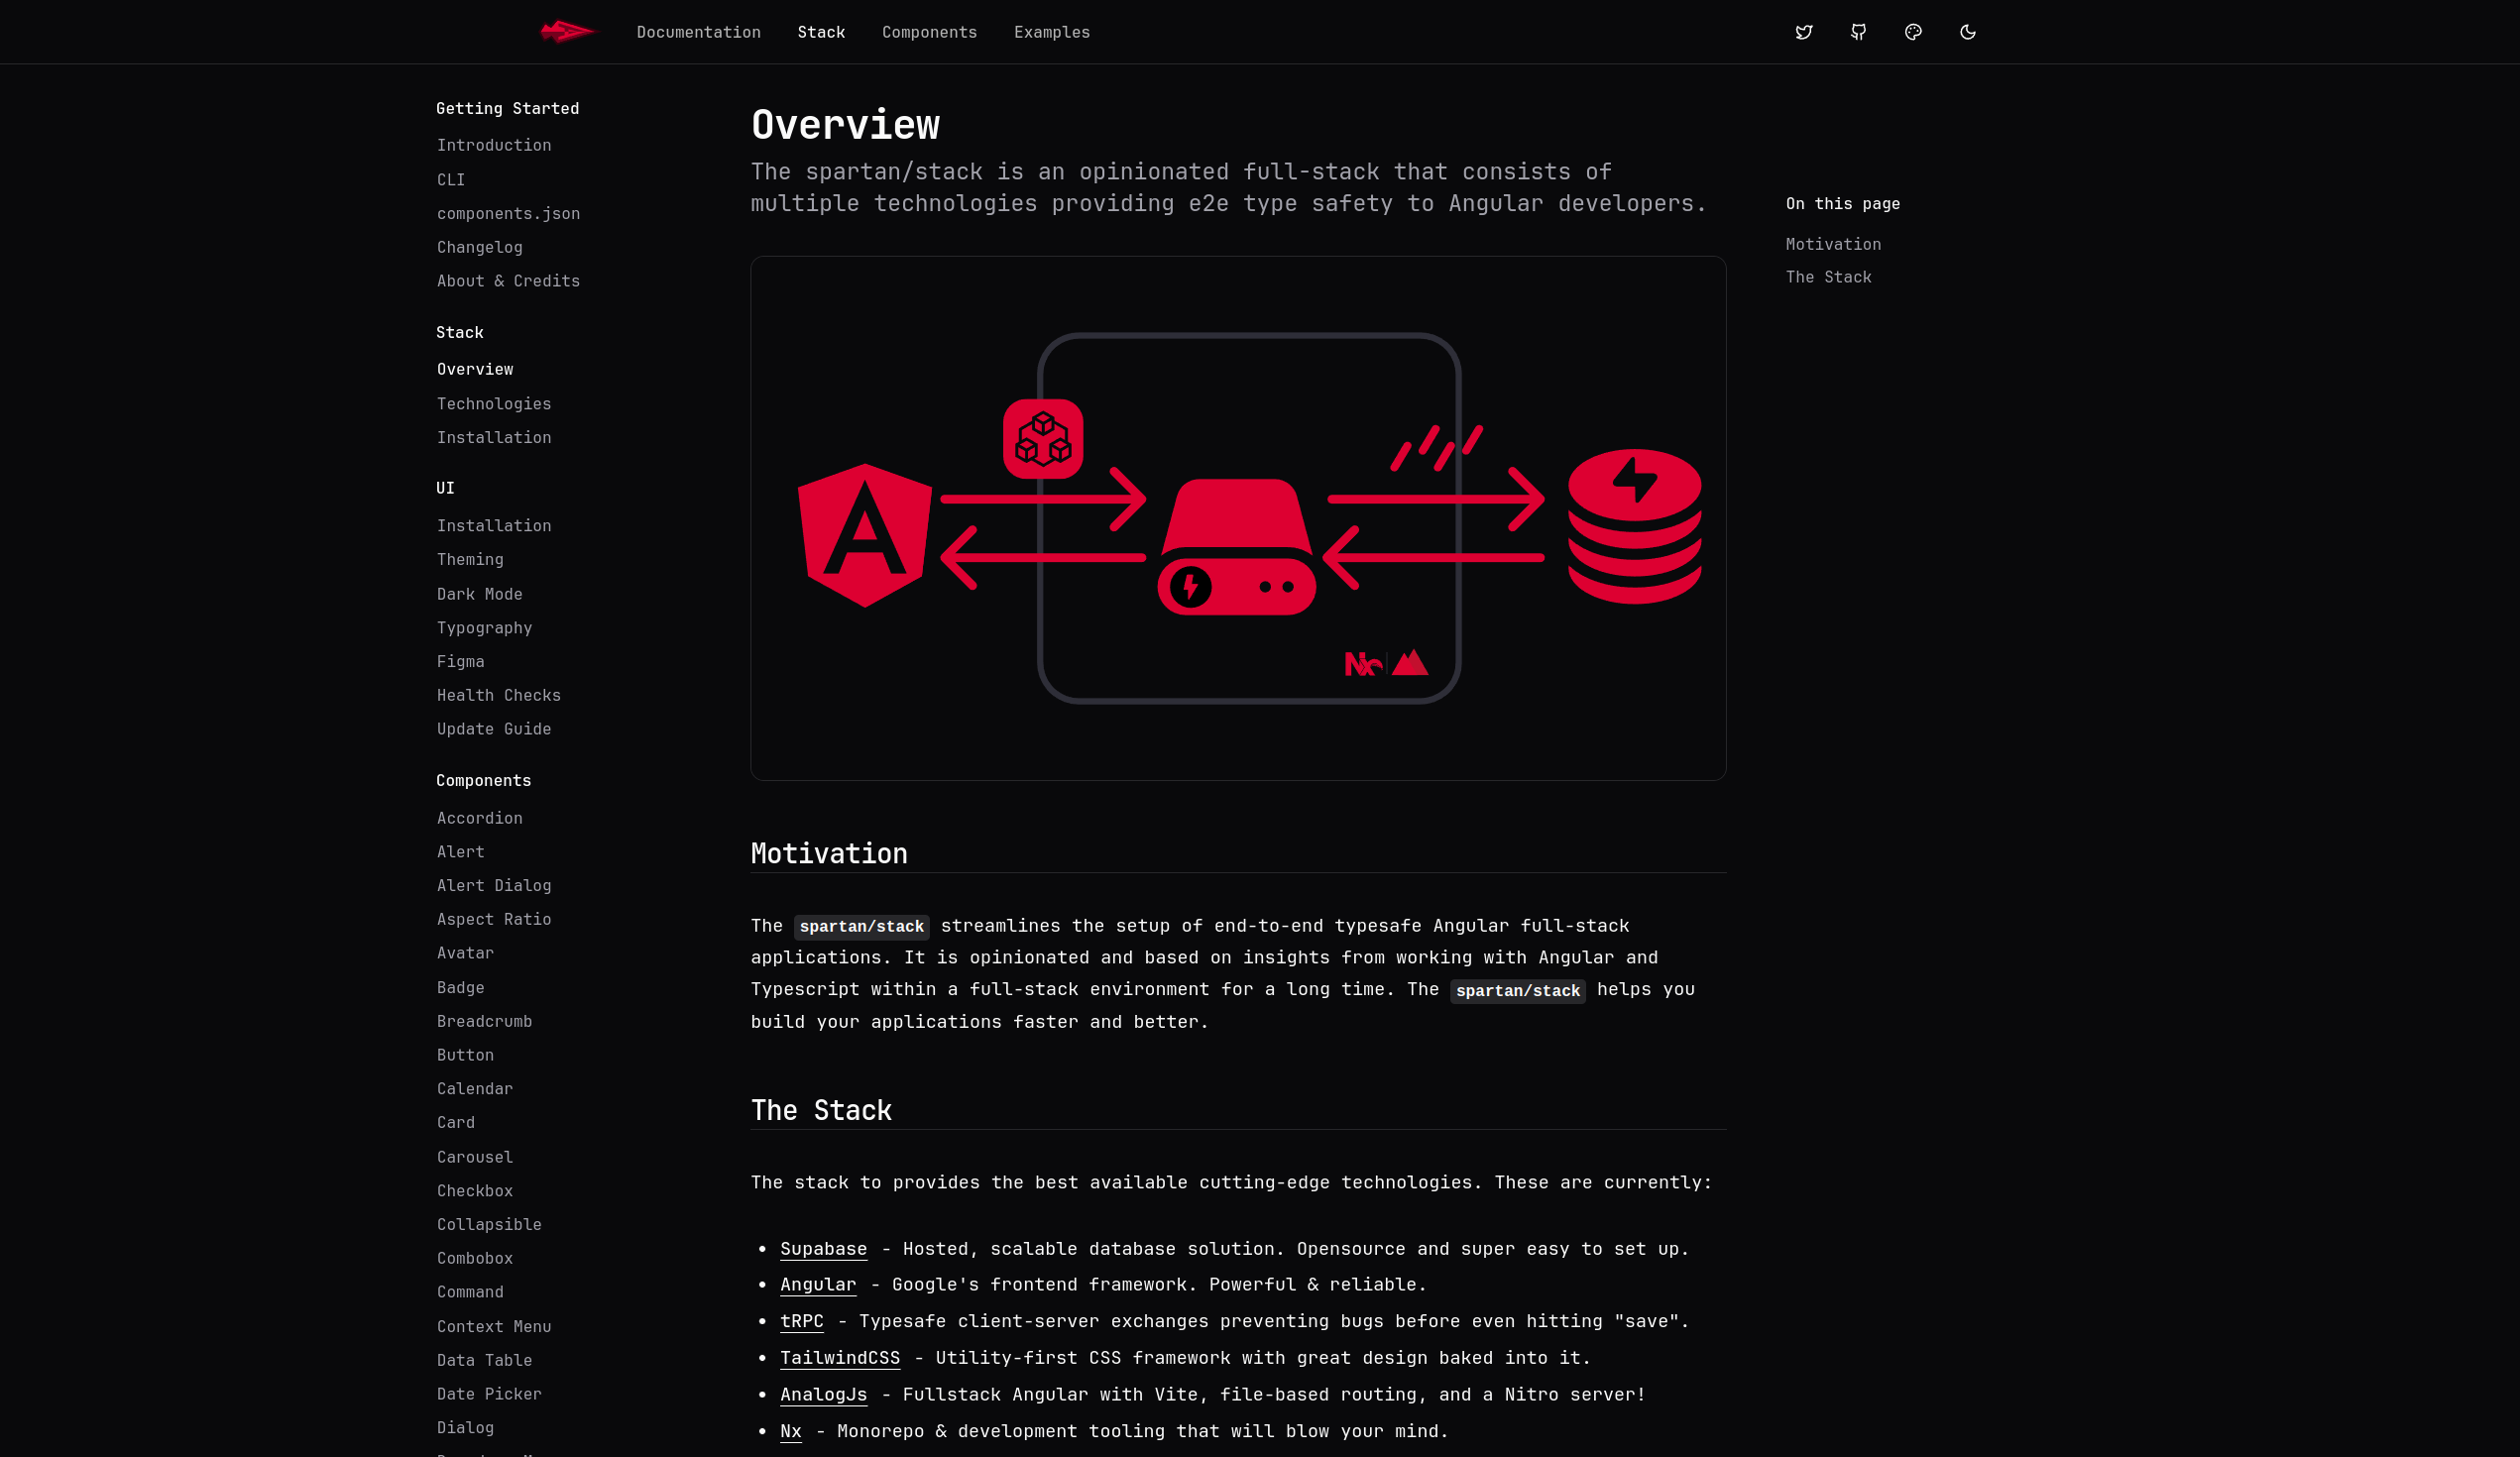 Documentation
Stack
Components
Examples
Getting Started
Introduction
CLI
components.json
Changelog
About & Credits
Stack
Overview
Technologies
Installation
UI
Installation
Theming
Dark Mode
Typography
Figma
Health Checks
Update Guide
Components
Accordion
Alert
Alert Dialog
Aspect Ratio
Avatar
Badge
Breadcrumb
Button
Calendar
Card
Carousel
Checkbox
Collapsible
Combobox
Command
Context Menu
Data Table
Date Picker
Dialog
Overview
The spartan/stack is an opinionated full-stack that consists of
multiple technologies providing e2e type safety to Angular developers.
Nx
Motivation
The spartan/stack streamlines the setup of end-to-end typesafe Angular full-stack
applications. It is opinionated and based on insights from working with Angular and
Typescript within a full-stack environment for a long time. The spartan/stack helps you
build your applications faster and better.
The Stack
The stack to provides the best available cutting-edge technologies. These are currently:
• Supabase - Hosted, scalable database solution. Opensource and super easy to set up.
• Angular - Google's frontend framework. Powerful & reliable.
• tRPC - Typesafe client-server exchanges preventing bugs before even hitting "save".
• TailwindCSS - Utility-first CSS framework with great design baked into it.
• AnalogJs - Fullstack Angular with Vite, file-based routing, and a Nitro server!
• Nx - Monorepo & development tooling that will blow your mind.
On this page
Motivation
The Stack